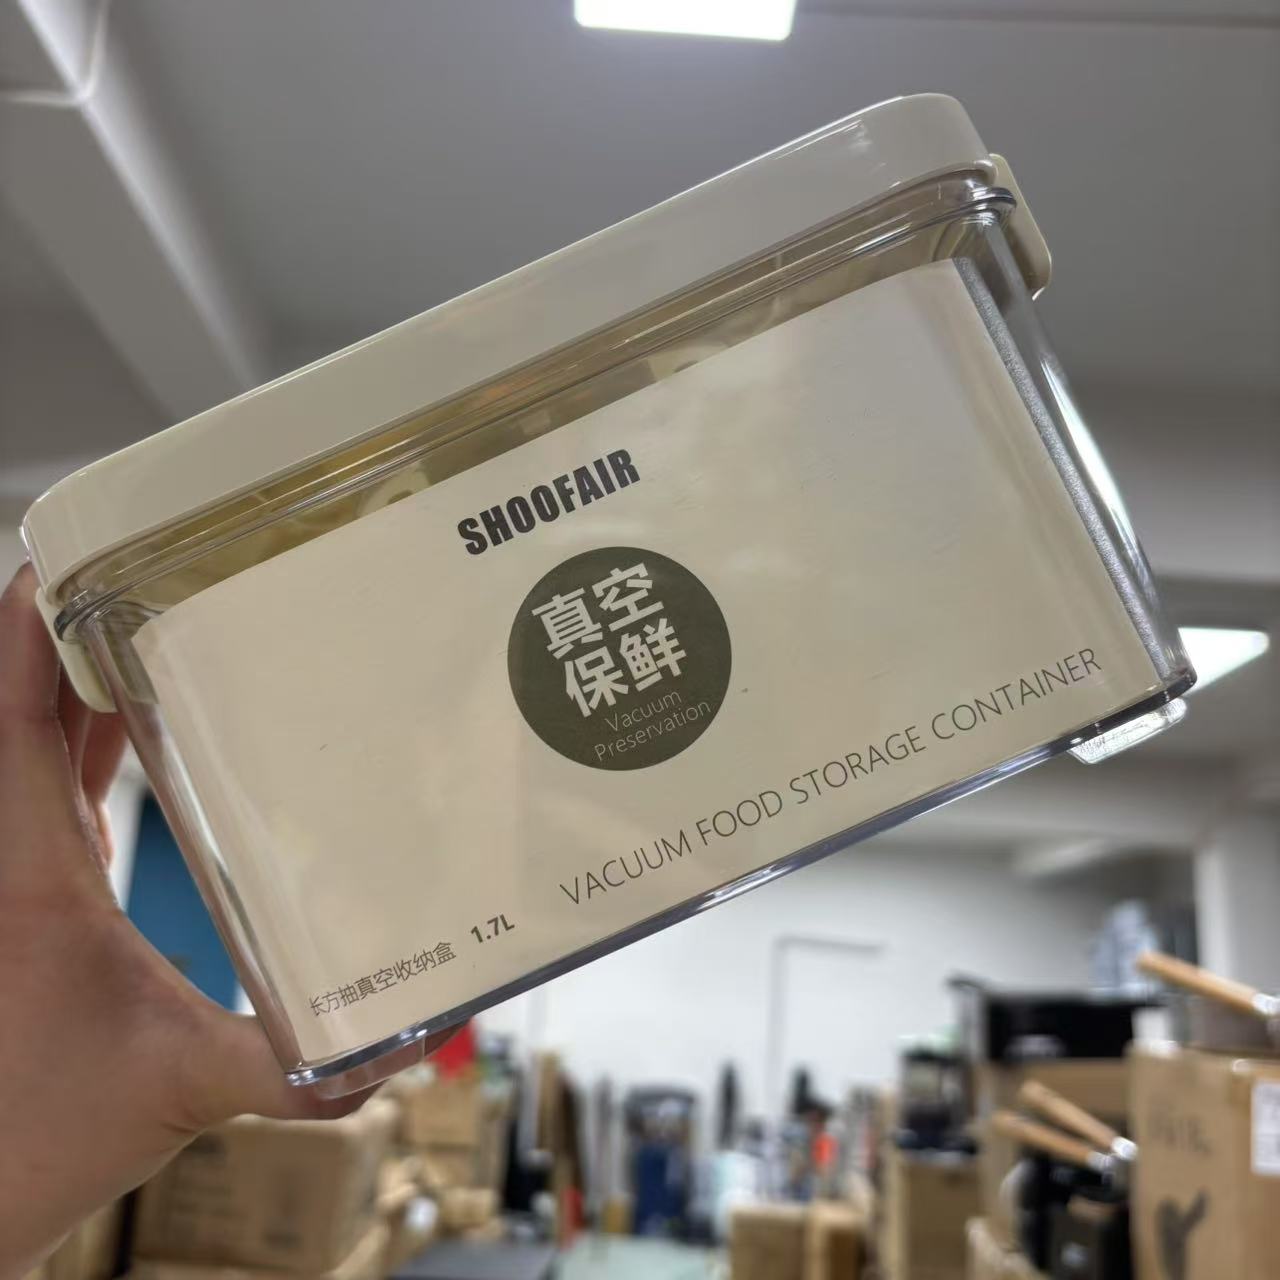 SHOOFAIR
真空
保鲜
Vacuum
Preservation
VACUUM FOOD STORAGE CONTAINER
长方抽真空收纳盒 1.7L